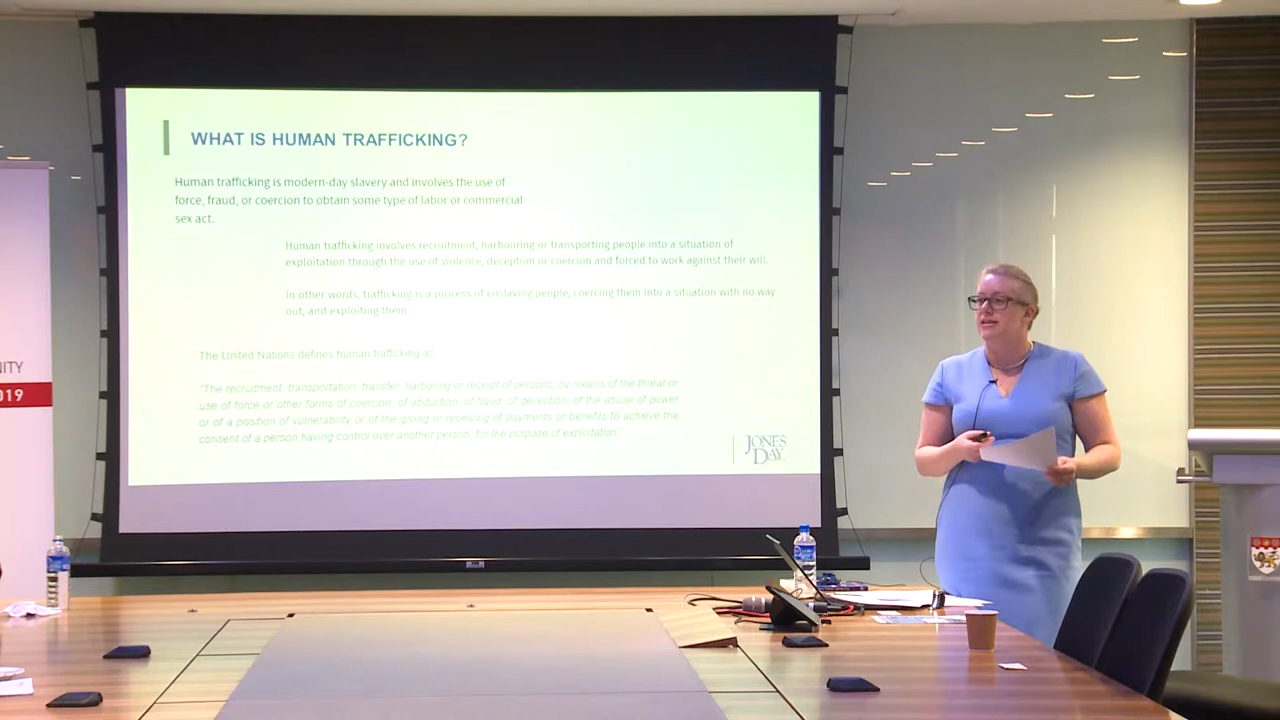 WHAT IS HUMAN TRAFFICKING?
Human trafficking is modern-day slavery and involves the use of
force, fraud, or coercion to obtain some type of labor or commercial
sex act.
Human trafficking involves recruitment, harbouring or transporting people into a situation of
exploitation through the use of violence, deception or coercion and forced to work against their will.
In other words, trafficking is a process of enslaving people, coercing them into a situation with no way
out, and exploiting them.
The United Nations defines human trafficking as:
"The recruitment, transportation, transfer, harboring or receipt of persons, by means of the threat or
use of force or other forms of coercion, of abduction, of fraud, of deception, of the abuse of power
or of a position of vulnerability or of the giving or receiving of payments or benefits to achieve the
consent of a person having control over another person, for the purpose of exploitation."
JONES
DAY
NITY
019